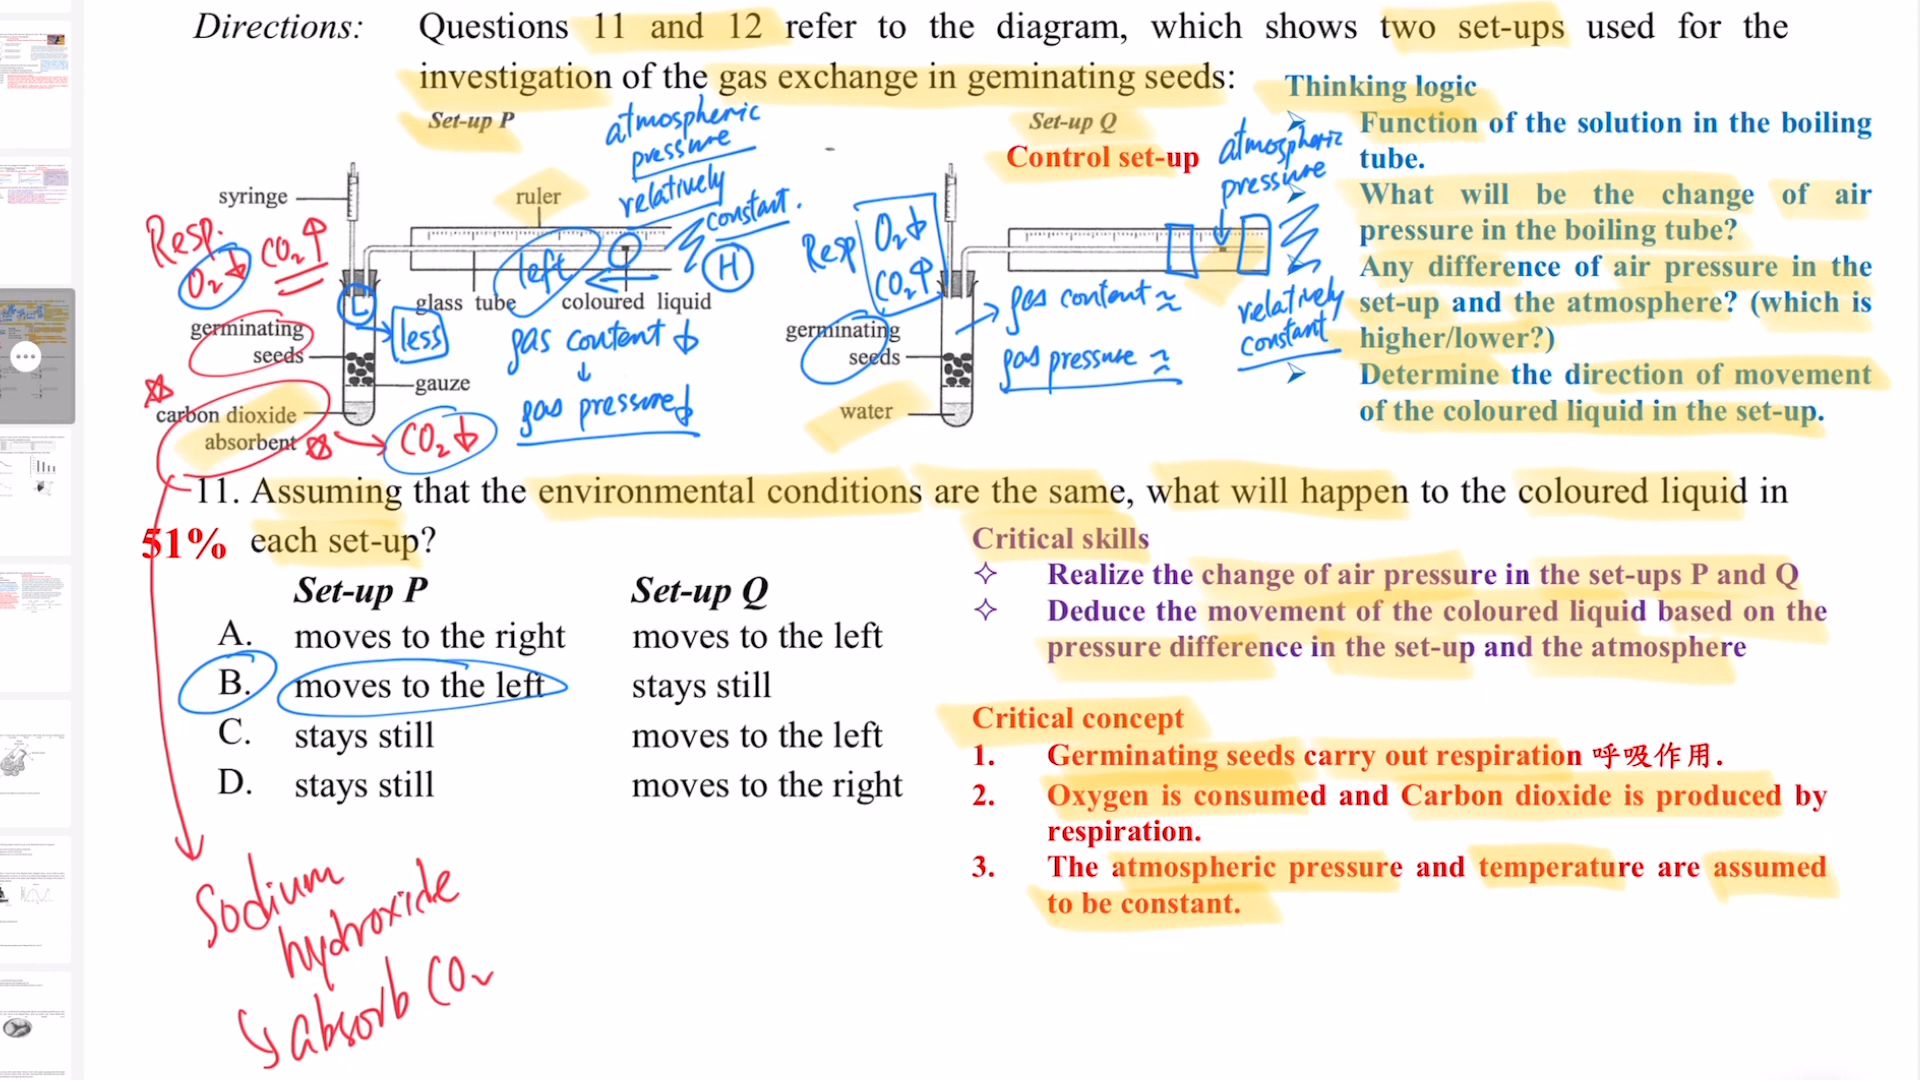 Directions: Questions 11 and 12 refer to the diagram, which shows two set-ups used for the
investigation of the gas exchange in geminating seeds:
Set-up P
atmospheric
pressure
relatively
constant.
syringe
ruler
Resp.
O₂↓ CO₂↑
left
H
L
less
glass tube
coloured liquid
germinating
seeds
gas content ↓
↓
gas pressure↓
gauze
carbon dioxide
absorbent
CO₂↓
Set-up Q
Control set-up
atmospheric
pressure
Resp
O₂↓
CO₂↑
germinating
seeds
gas content ≈
gas pressure ≈
relatively
constant
water
Thinking logic
➢ Function of the solution in the boiling
tube.
➢ What will be the change of air
pressure in the boiling tube?
➢ Any difference of air pressure in the
set-up and the atmosphere? (which is
higher/lower?)
➢ Determine the direction of movement
of the coloured liquid in the set-up.
11. Assuming that the environmental conditions are the same, what will happen to the coloured liquid in
51% each set-up?
Set-up P Set-up Q
A. moves to the right moves to the left
B. moves to the left stays still
C. stays still moves to the left
D. stays still moves to the right
Sodium
hydroxide
↳ absorb CO₂
Critical skills
✧ Realize the change of air pressure in the set-ups P and Q
✧ Deduce the movement of the coloured liquid based on the
pressure difference in the set-up and the atmosphere
Critical concept
1. Germinating seeds carry out respiration 呼吸作用.
2. Oxygen is consumed and Carbon dioxide is produced by
respiration.
3. The atmospheric pressure and temperature are assumed
to be constant.